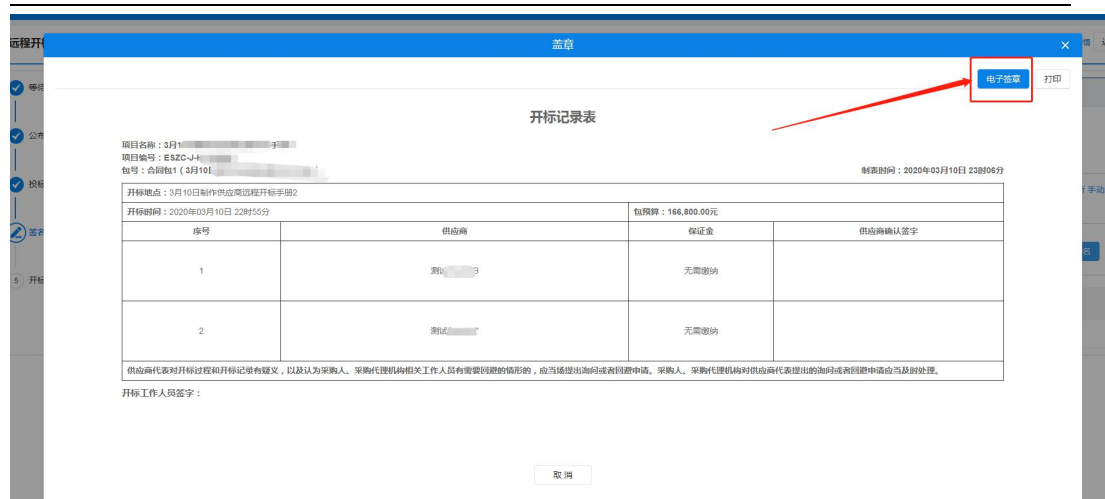 远程开
盖章
×
情
等待
电子签章 打印
开标记录表
公布
项目名称：3月1
项目编号：ESZC-J-
包号：合同包1（3月10
制表时间：2020年03月10日 23时06分
投标
开标地点：3月10日制作供应商远程开标手册2
手动
开标时间：2020年03月10日 22时55分 包预算：166,800.00元
签名
序号 供应商 保证金 供应商确认签字
名
1 测 无需缴纳
5 开标
2 测试 无需缴纳
供应商代表对开标过程和开标记录有疑义，以及认为采购人、采购代理机构相关工作人员有需要回避的情形的，应当场提出询问或者回避申请。采购人、采购代理机构对供应商代表提出的询问或者回避申请应当及时处理。
开标工作人员签字：
取 消